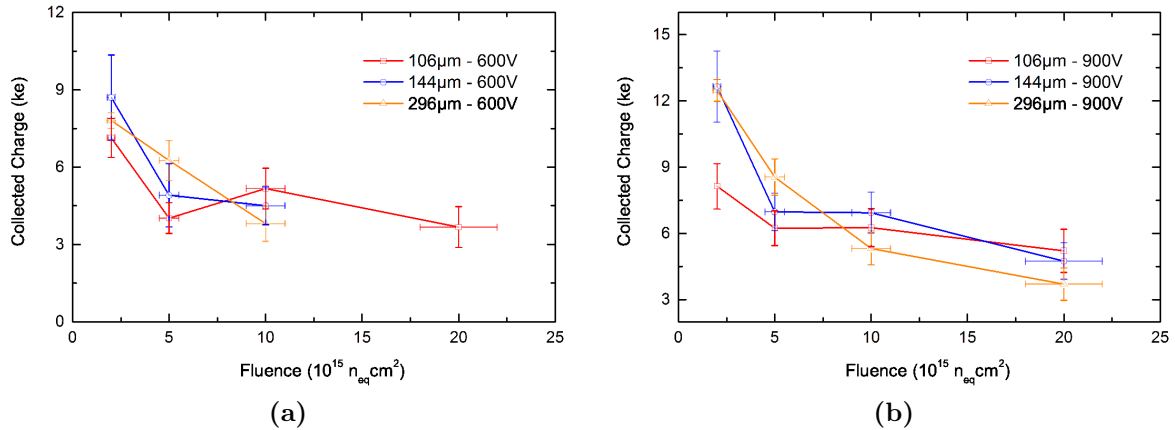 12
9
6
3
0
Collected Charge (ke)
106µm - 600V
144µm - 600V
296µm - 600V
0 5 10 15 20 25
Fluence (10¹⁵ n_eq cm²)
(a)
15
12
9
6
3
Collected Charge (ke)
106µm - 900V
144µm - 900V
296µm - 900V
0 5 10 15 20 25
Fluence (10¹⁵ n_eq cm²)
(b)